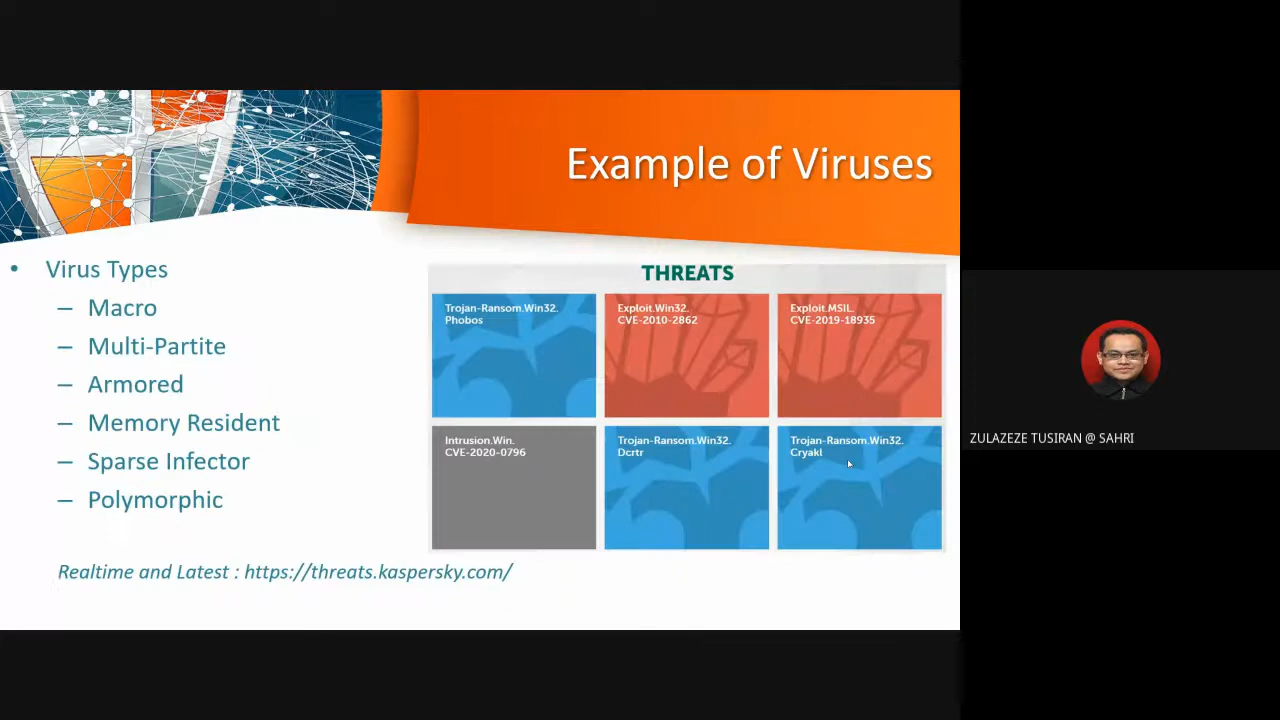 Example of Viruses
• Virus Types
– Macro
– Multi-Partite
– Armored
– Memory Resident
– Sparse Infector
– Polymorphic
THREATS
Trojan-Ransom.Win32.
Phobos
Exploit.Win32.
CVE-2010-2862
Exploit.MSIL.
CVE-2019-18935
Intrusion.Win.
CVE-2020-0796
Trojan-Ransom.Win32.
Dcrtr
Trojan-Ransom.Win32.
Cryakl
Realtime and Latest : https://threats.kaspersky.com/
ZULAZEZE TUSIRAN @ SAHRI